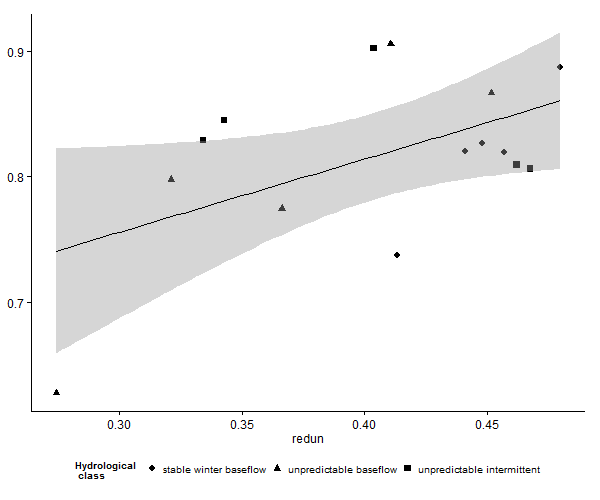 0.9
0.8
0.7
0.30 0.35 0.40 0.45
redun
Hydrological
class
stable winter baseflow unpredictable baseflow unpredictable intermittent